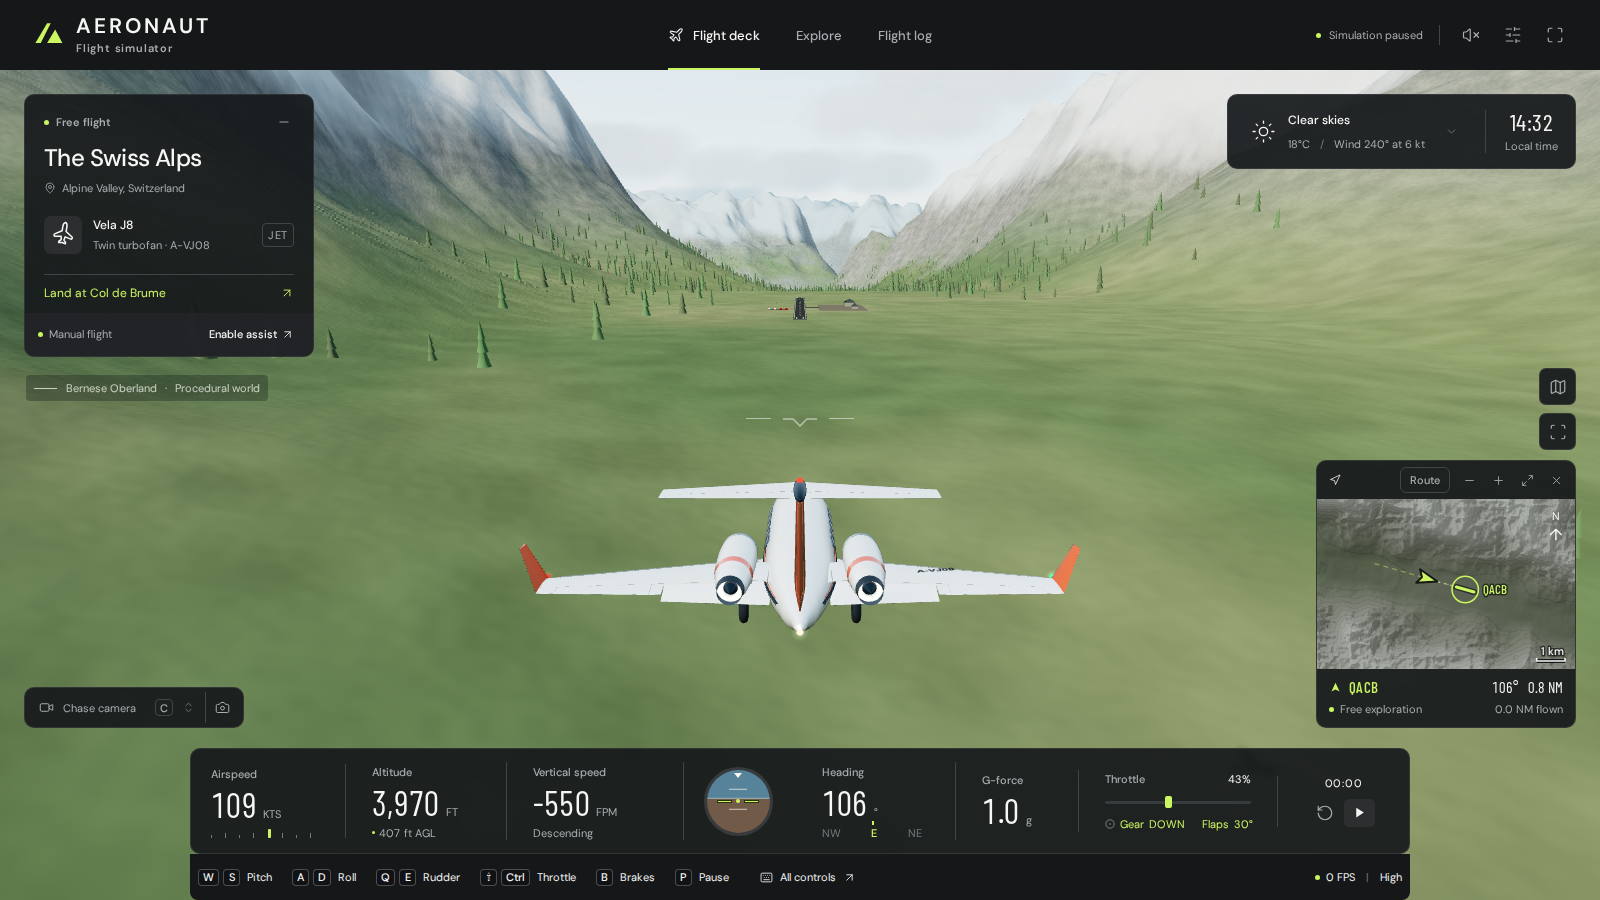 AERONAUT
Flight simulator
Flight deck
Explore
Flight log
Simulation paused
Free flight
The Swiss Alps
Alpine Valley, Switzerland
Vela J8
Twin turbofan · A-VJ08
JET
Land at Col de Brume
Manual flight
Enable assist
Bernese Oberland · Procedural world
Clear skies
18°C / Wind 240° at 6 kt
14:32
Local time
A-VJ08
Route
N
QACB
1 km
QACB
106° 0.8 NM
Free exploration
0.0 NM flown
Chase camera
C
Airspeed
109 KTS
Altitude
3,970 FT
407 ft AGL
Vertical speed
-550 FPM
Descending
Heading
106°
NW E NE
G-force
1.0 g
Throttle 43%
Gear DOWN Flaps 30°
00:00
W S Pitch A D Roll Q E Rudder ⇧ Ctrl Throttle B Brakes P Pause All controls
0 FPS | High